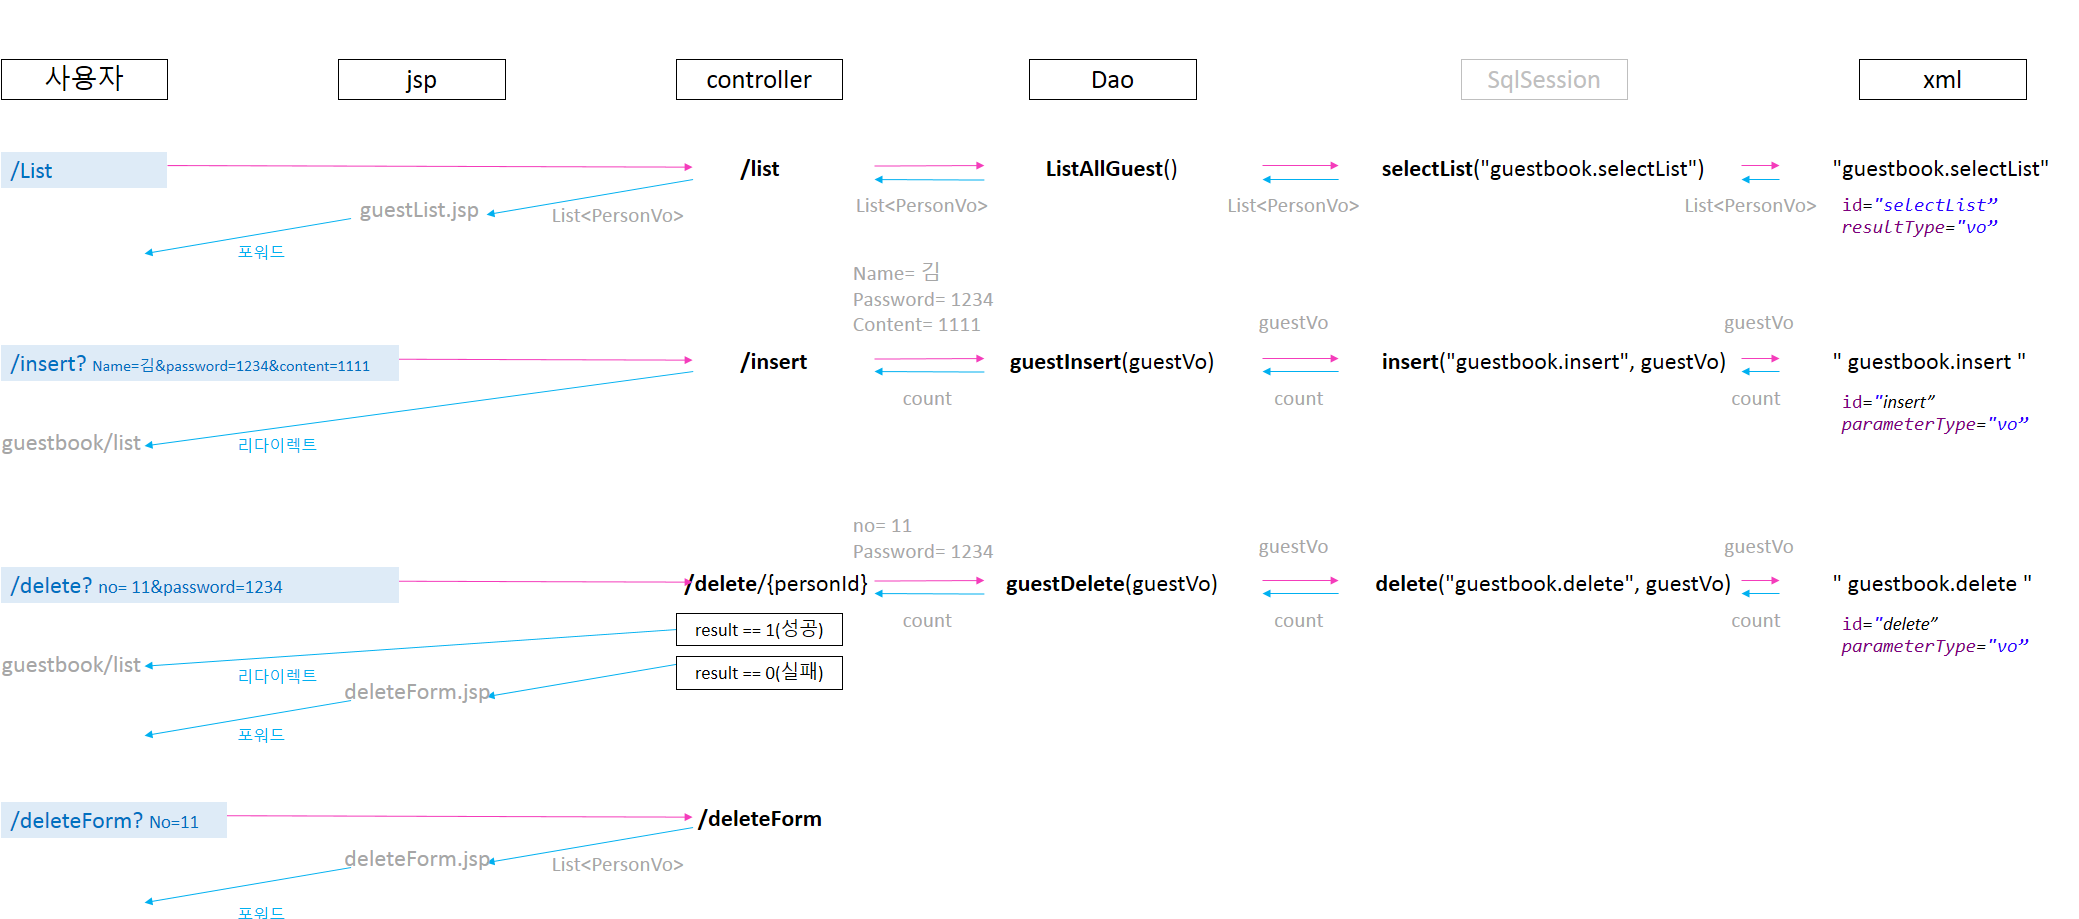 사용자
jsp
controller
Dao
SqlSession
xml
/List
/list
ListAllGuest()
selectList("guestbook.selectList")
"guestbook.selectList"
guestList.jsp
List<PersonVo>
List<PersonVo>
List<PersonVo>
List<PersonVo>
id="selectList”
resultType="vo”
포워드
Name= 김
Password= 1234
Content= 1111
guestVo
guestVo
/insert? Name=김&password=1234&content=1111
/insert
guestInsert(guestVo)
insert("guestbook.insert", guestVo)
" guestbook.insert "
count
count
count
id="insert”
parameterType="vo”
guestbook/list
리다이렉트
no= 11
Password= 1234
guestVo
guestVo
/delete? no= 11&password=1234
/delete/{personId}
guestDelete(guestVo)
delete("guestbook.delete", guestVo)
" guestbook.delete "
result == 1(성공)
count
count
count
id="delete”
parameterType="vo”
guestbook/list
리다이렉트
result == 0(실패)
deleteForm.jsp
포워드
/deleteForm? No=11
/deleteForm
deleteForm.jsp
List<PersonVo>
포워드